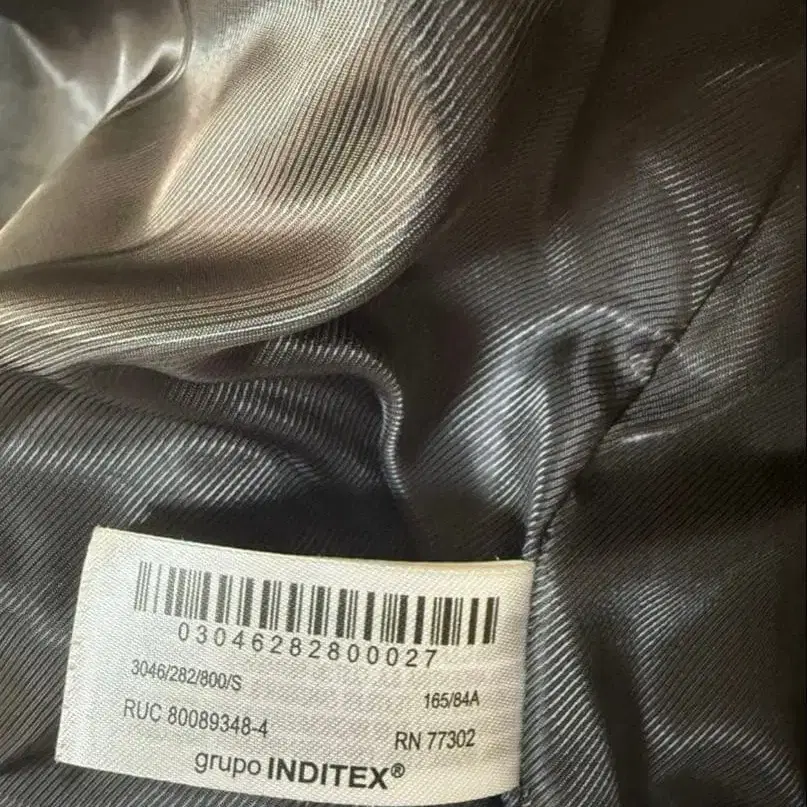 03046282800027
3046/282/800/S
165/84A
RUC 80089348-4
RN 77302
grupo INDITEX®